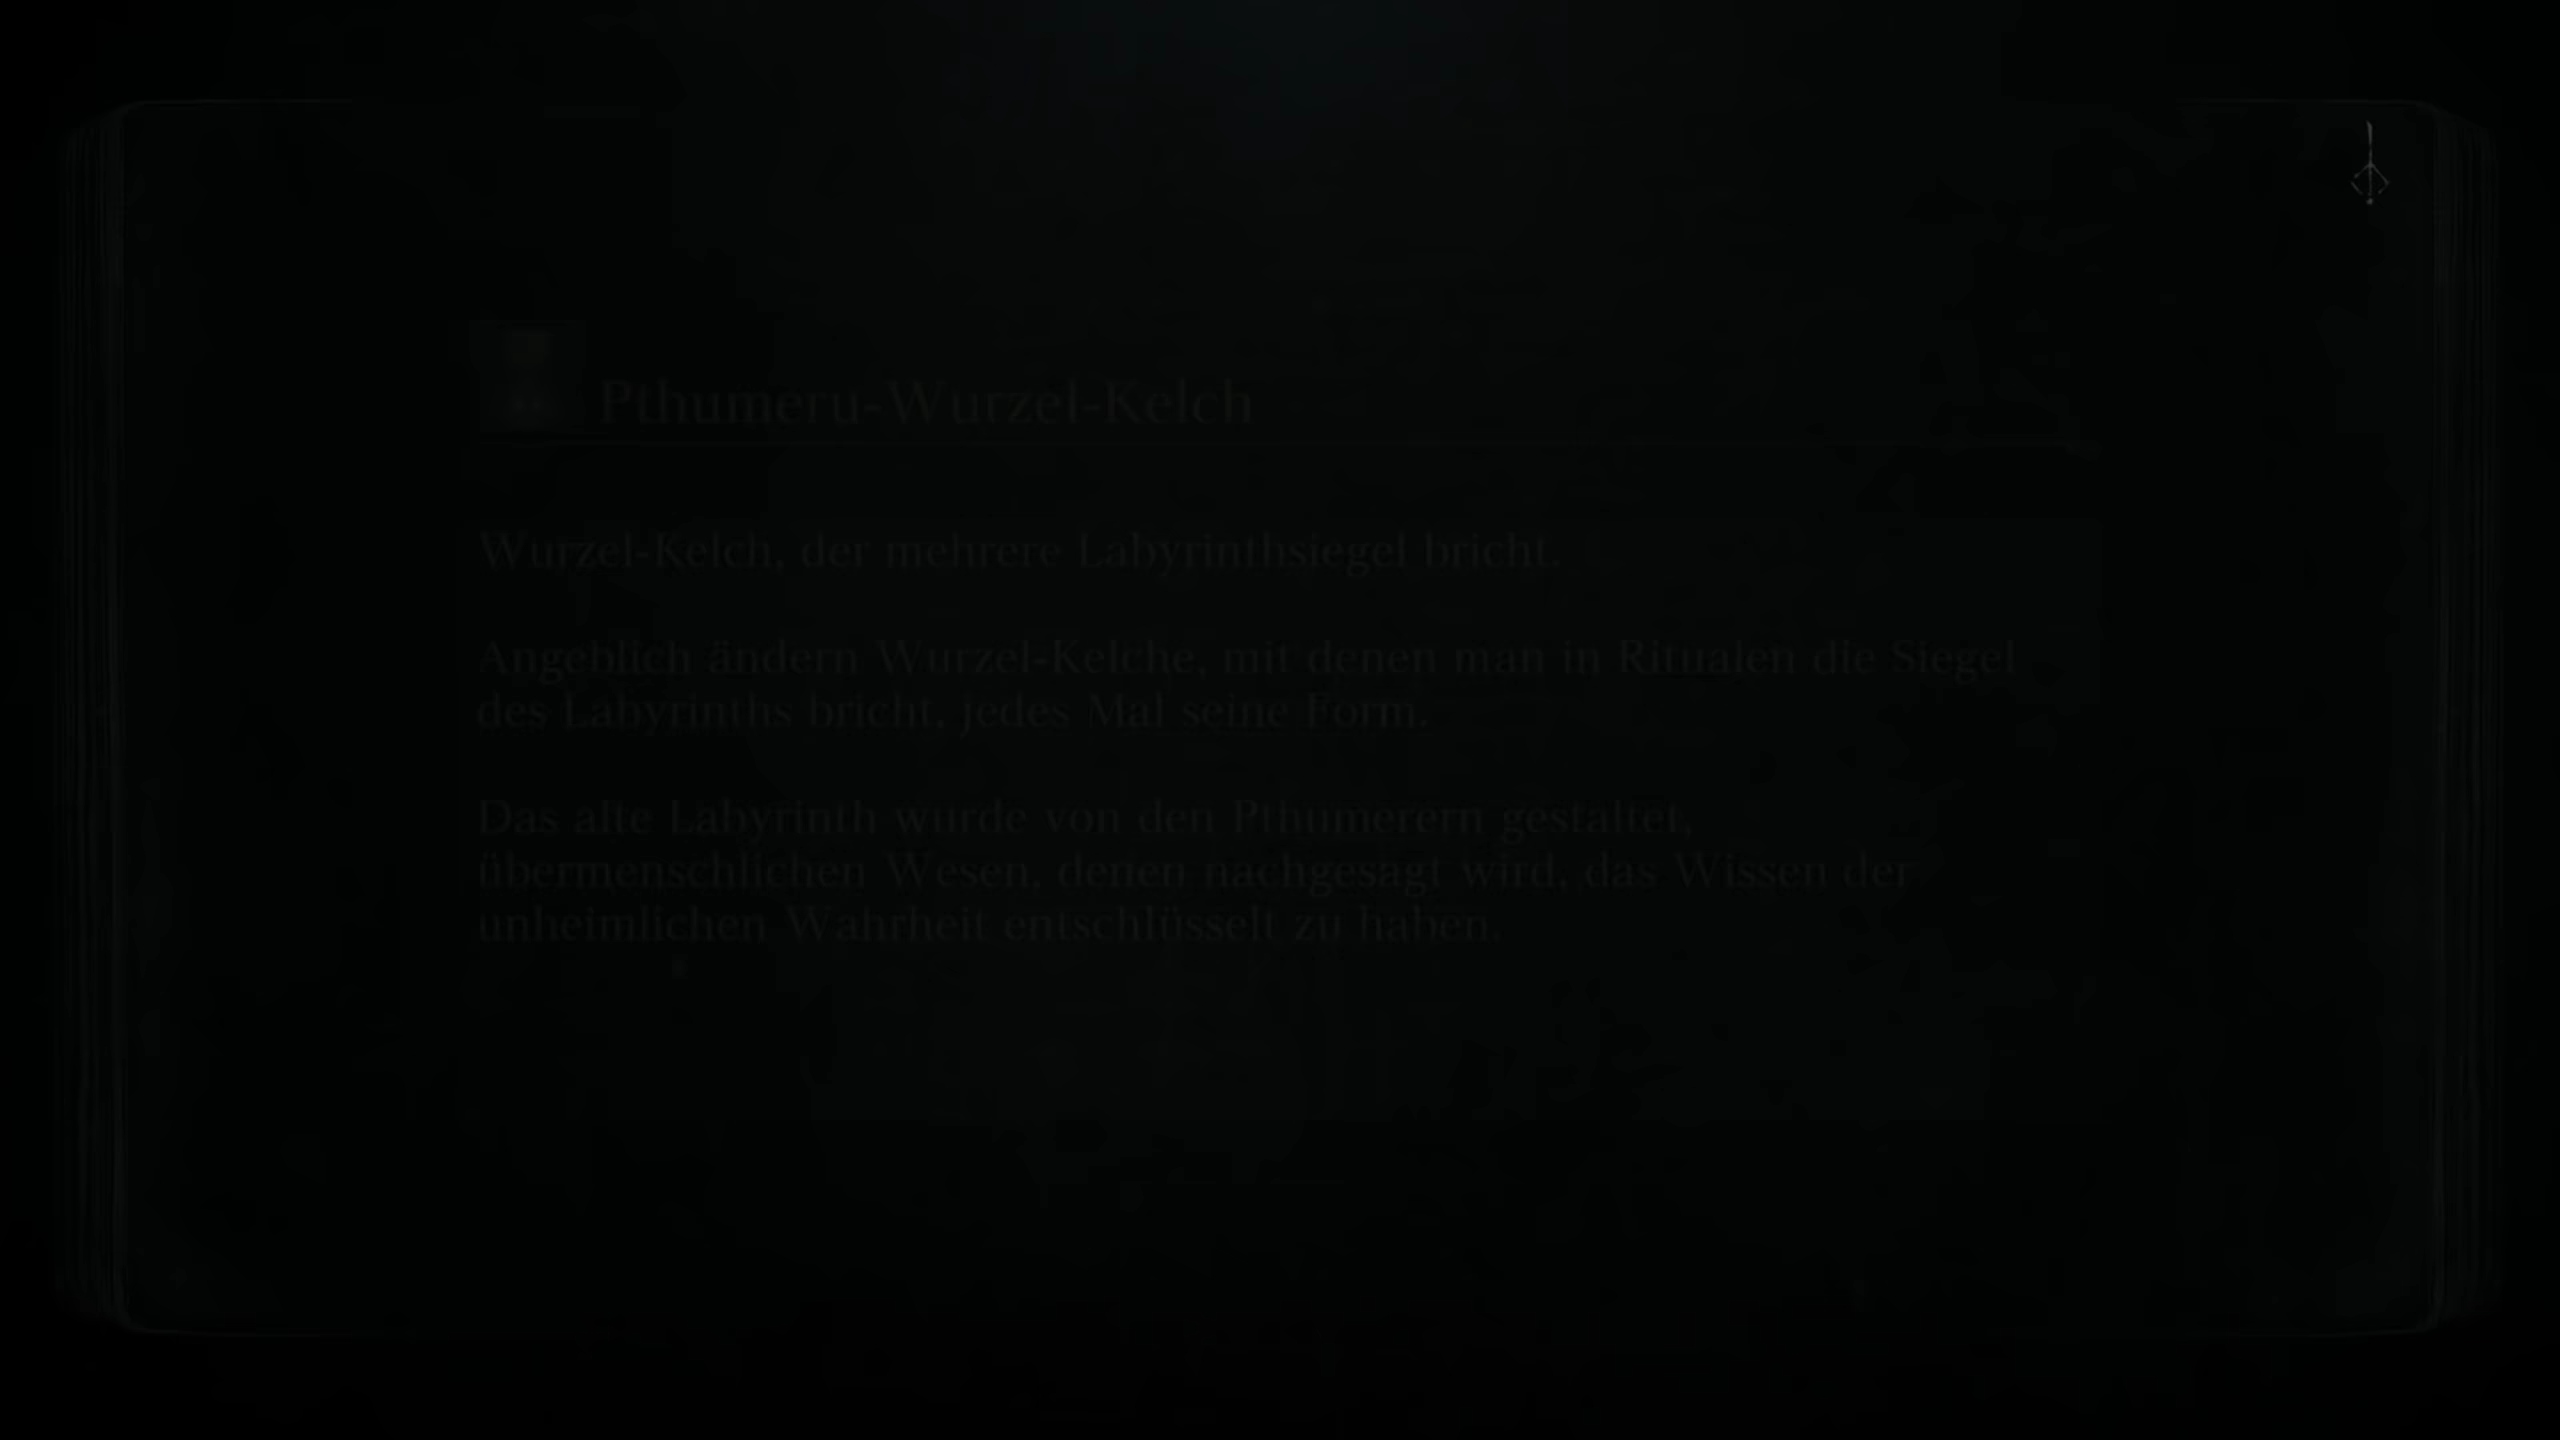 Pthumeru-Wurzel-Kelch
Wurzel-Kelch, der mehrere Labyrinthsiegel bricht.
Angeblich ändern Wurzel-Kelche, mit denen man in Ritualen die Siegel
des Labyrinths bricht, jedes Mal seine Form.
Das alte Labyrinth wurde von den Pthumerern gestaltet,
übermenschlichen Wesen, denen nachgesagt wird, das Wissen der
unheimlichen Wahrheit entschlüsselt zu haben.